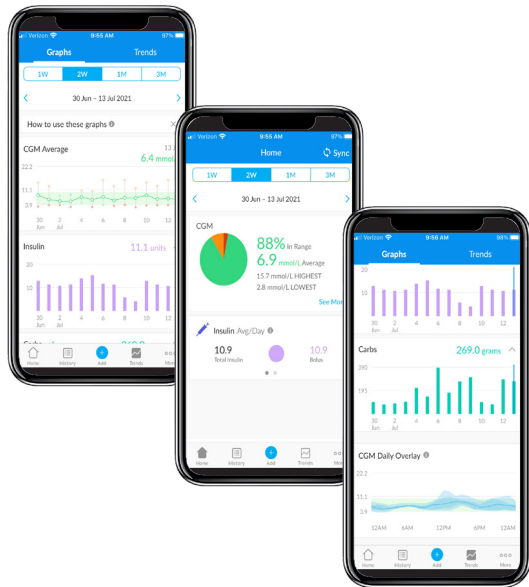 Verizon 9:55 AM 97%
Graphs Trends
1W 2W 1M 3M
30 Jun – 13 Jul 2021
How to use these graphs
CGM Average
6.4 mmol/
22.2
11.1
3.9
30 2 4 6 8 10 12
Jun Jul
Insulin 11.1 units
20
10
30 2 4 6 8 10 12
Jun Jul
Home History Add Trends
Verizon 9:55 AM 97%
Home Sync
1W 2W 1M 3M
30 Jun – 13 Jul 2021
CGM
88% In Range
6.9 mmol/L Average
15.7 mmol/L HIGHEST
2.8 mmol/L LOWEST
See Mor
Insulin Avg/Day
10.9 10.9
Total Insulin Bolus
Home History Add Trends
Verizon 9:56 AM 98%
Graphs Trends
20
10
30 2 4 6 8 10 12
Jun Jul
Carbs 269.0 grams
390
195
30 2 4 6 8 10 12
Jun Jul
CGM Daily Overlay
22.2
11.1
3.9
12AM 6AM 12PM 6PM 12AM
Home History Add Trends More